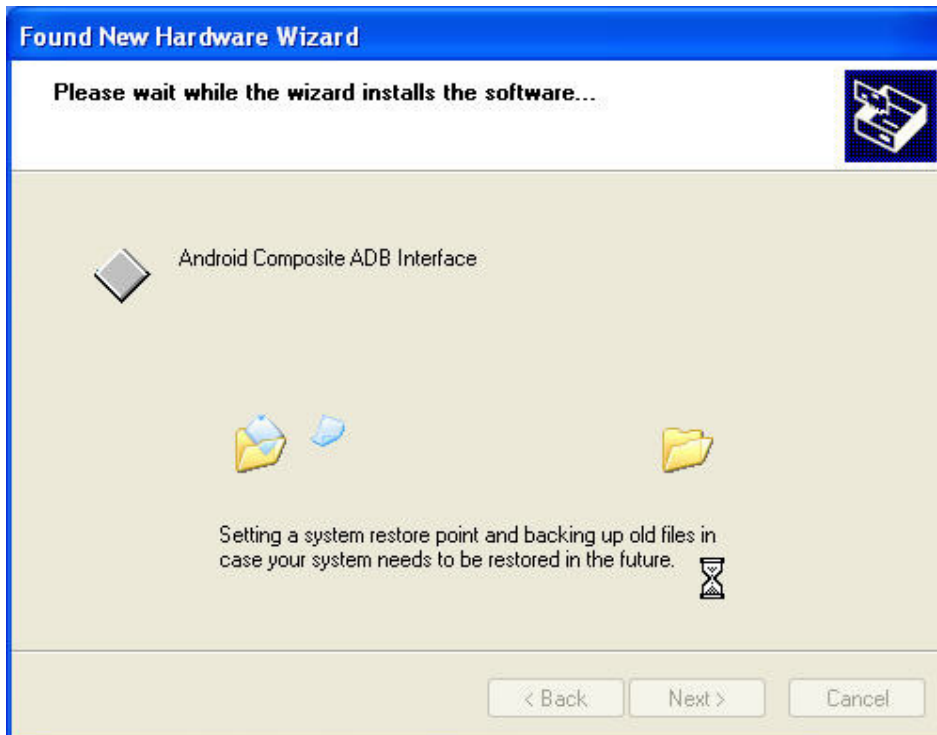 Found New Hardware Wizard
Please wait while the wizard installs the software...
Android Composite ADB Interface
Setting a system restore point and backing up old files in
case your system needs to be restored in the future.
< Back
Next >
Cancel